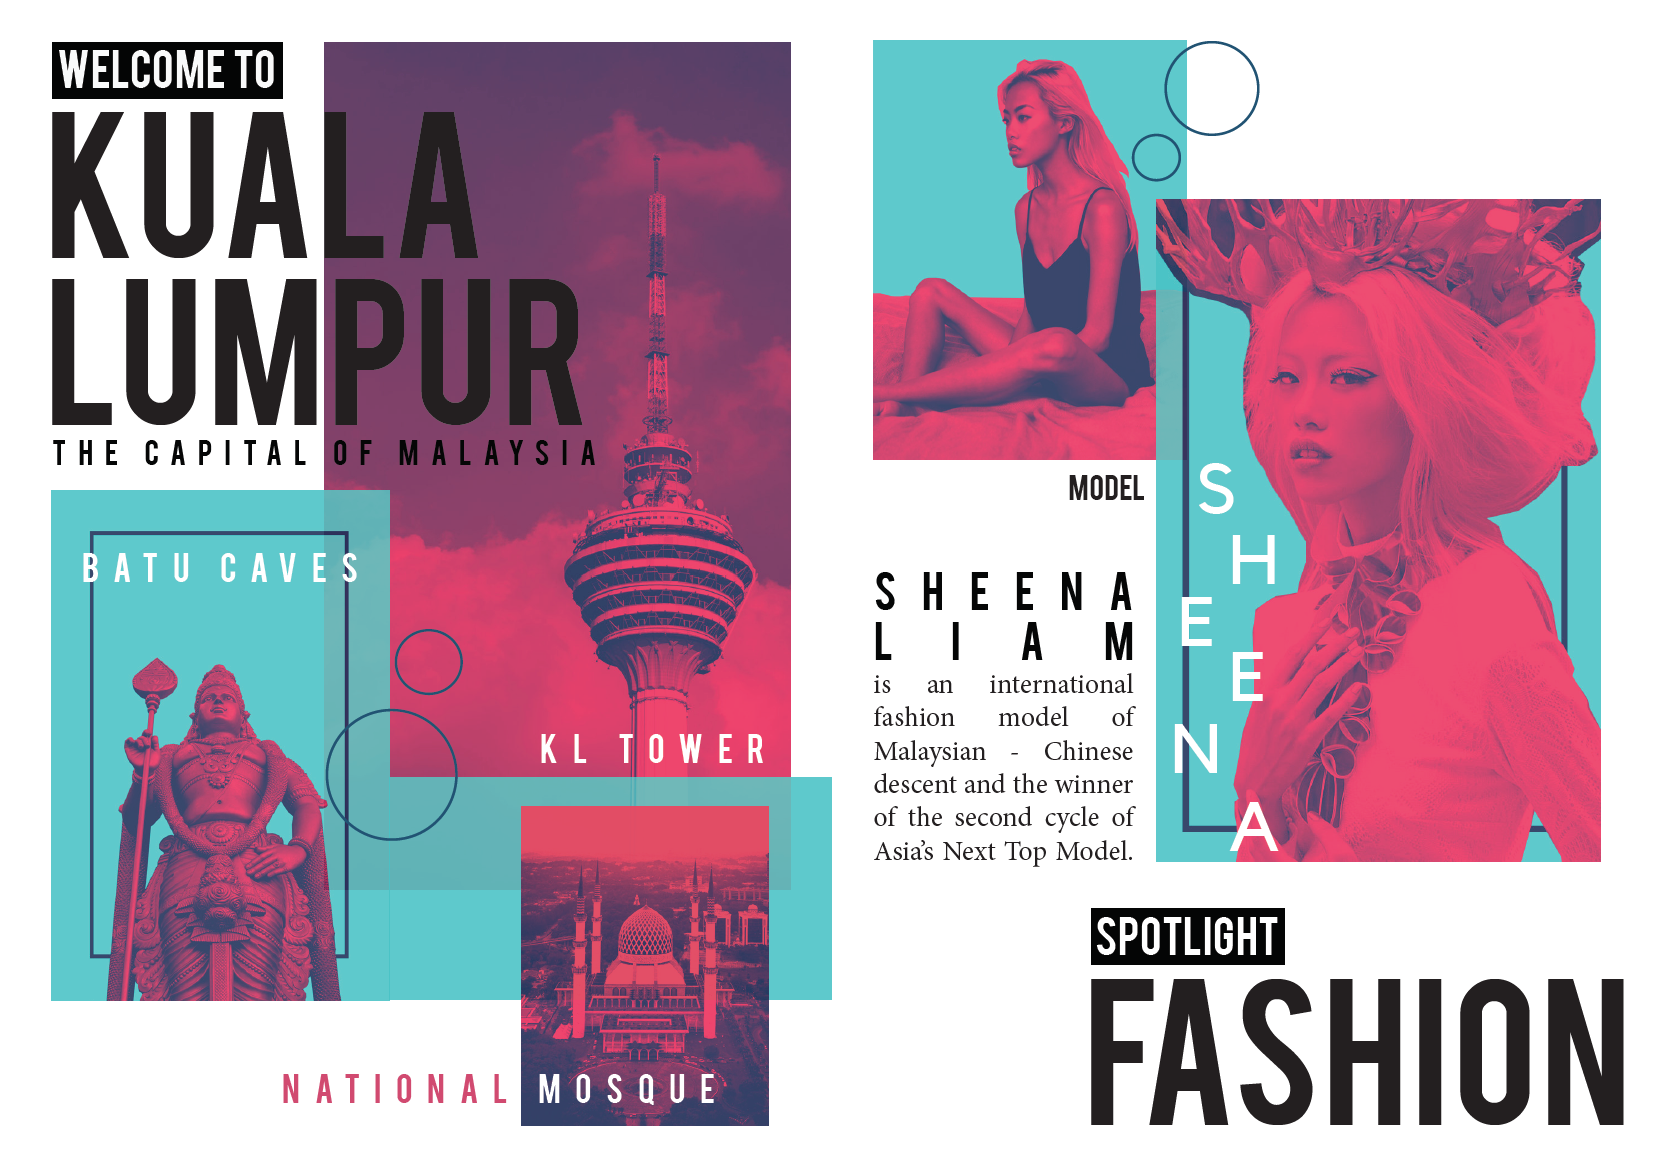 WELCOME TO
KUALA
LUMPUR
THE CAPITAL OF MALAYSIA
BATU CAVES
KL TOWER
NATIONAL MOSQUE
MODEL
SHEENA
LIAM
is an international
fashion model of
Malaysian - Chinese
descent and the winner
of the second cycle of
Asia's Next Top Model.
S
H
E
E
N
A
SPOTLIGHT
FASHION